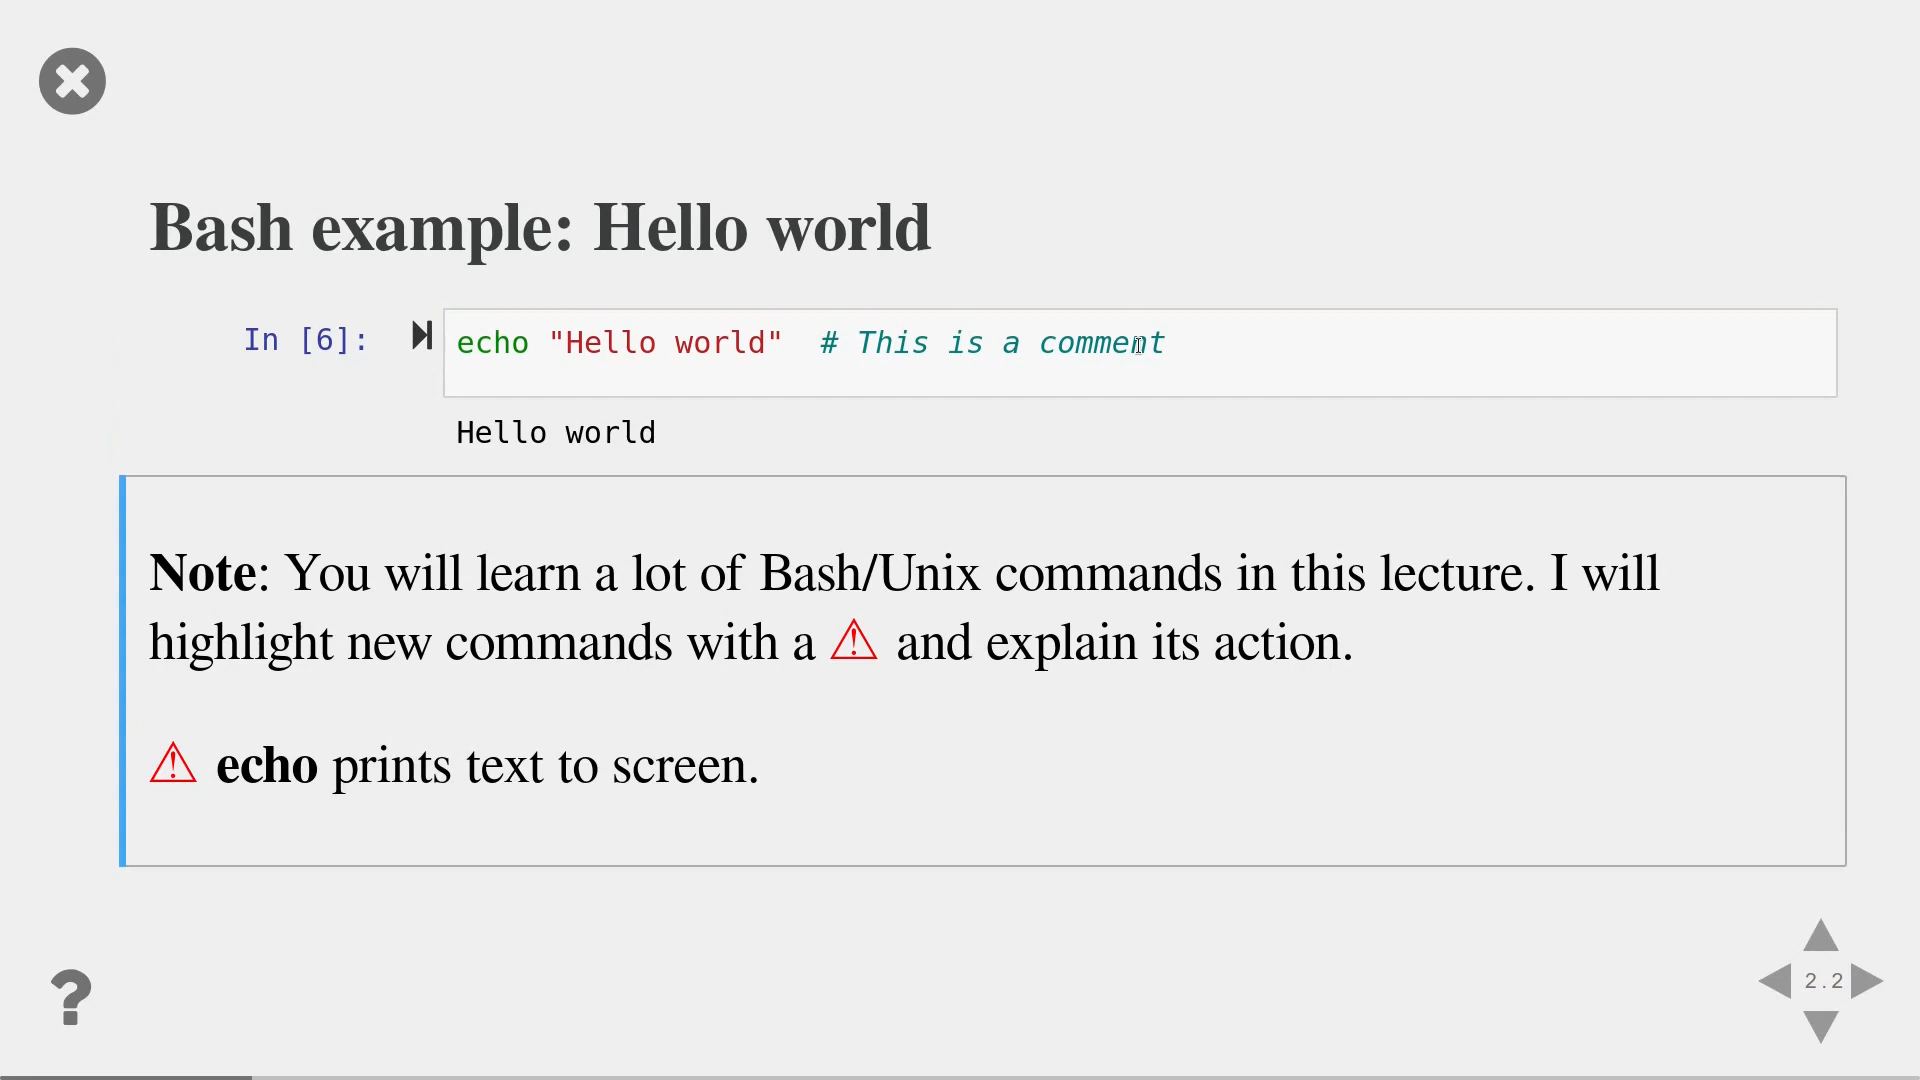 Bash example: Hello world
In [6]: echo "Hello world"  # This is a comment
Hello world
Note: You will learn a lot of Bash/Unix commands in this lecture. I will
highlight new commands with a ⚠ and explain its action.
⚠ echo prints text to screen.
?
2.2